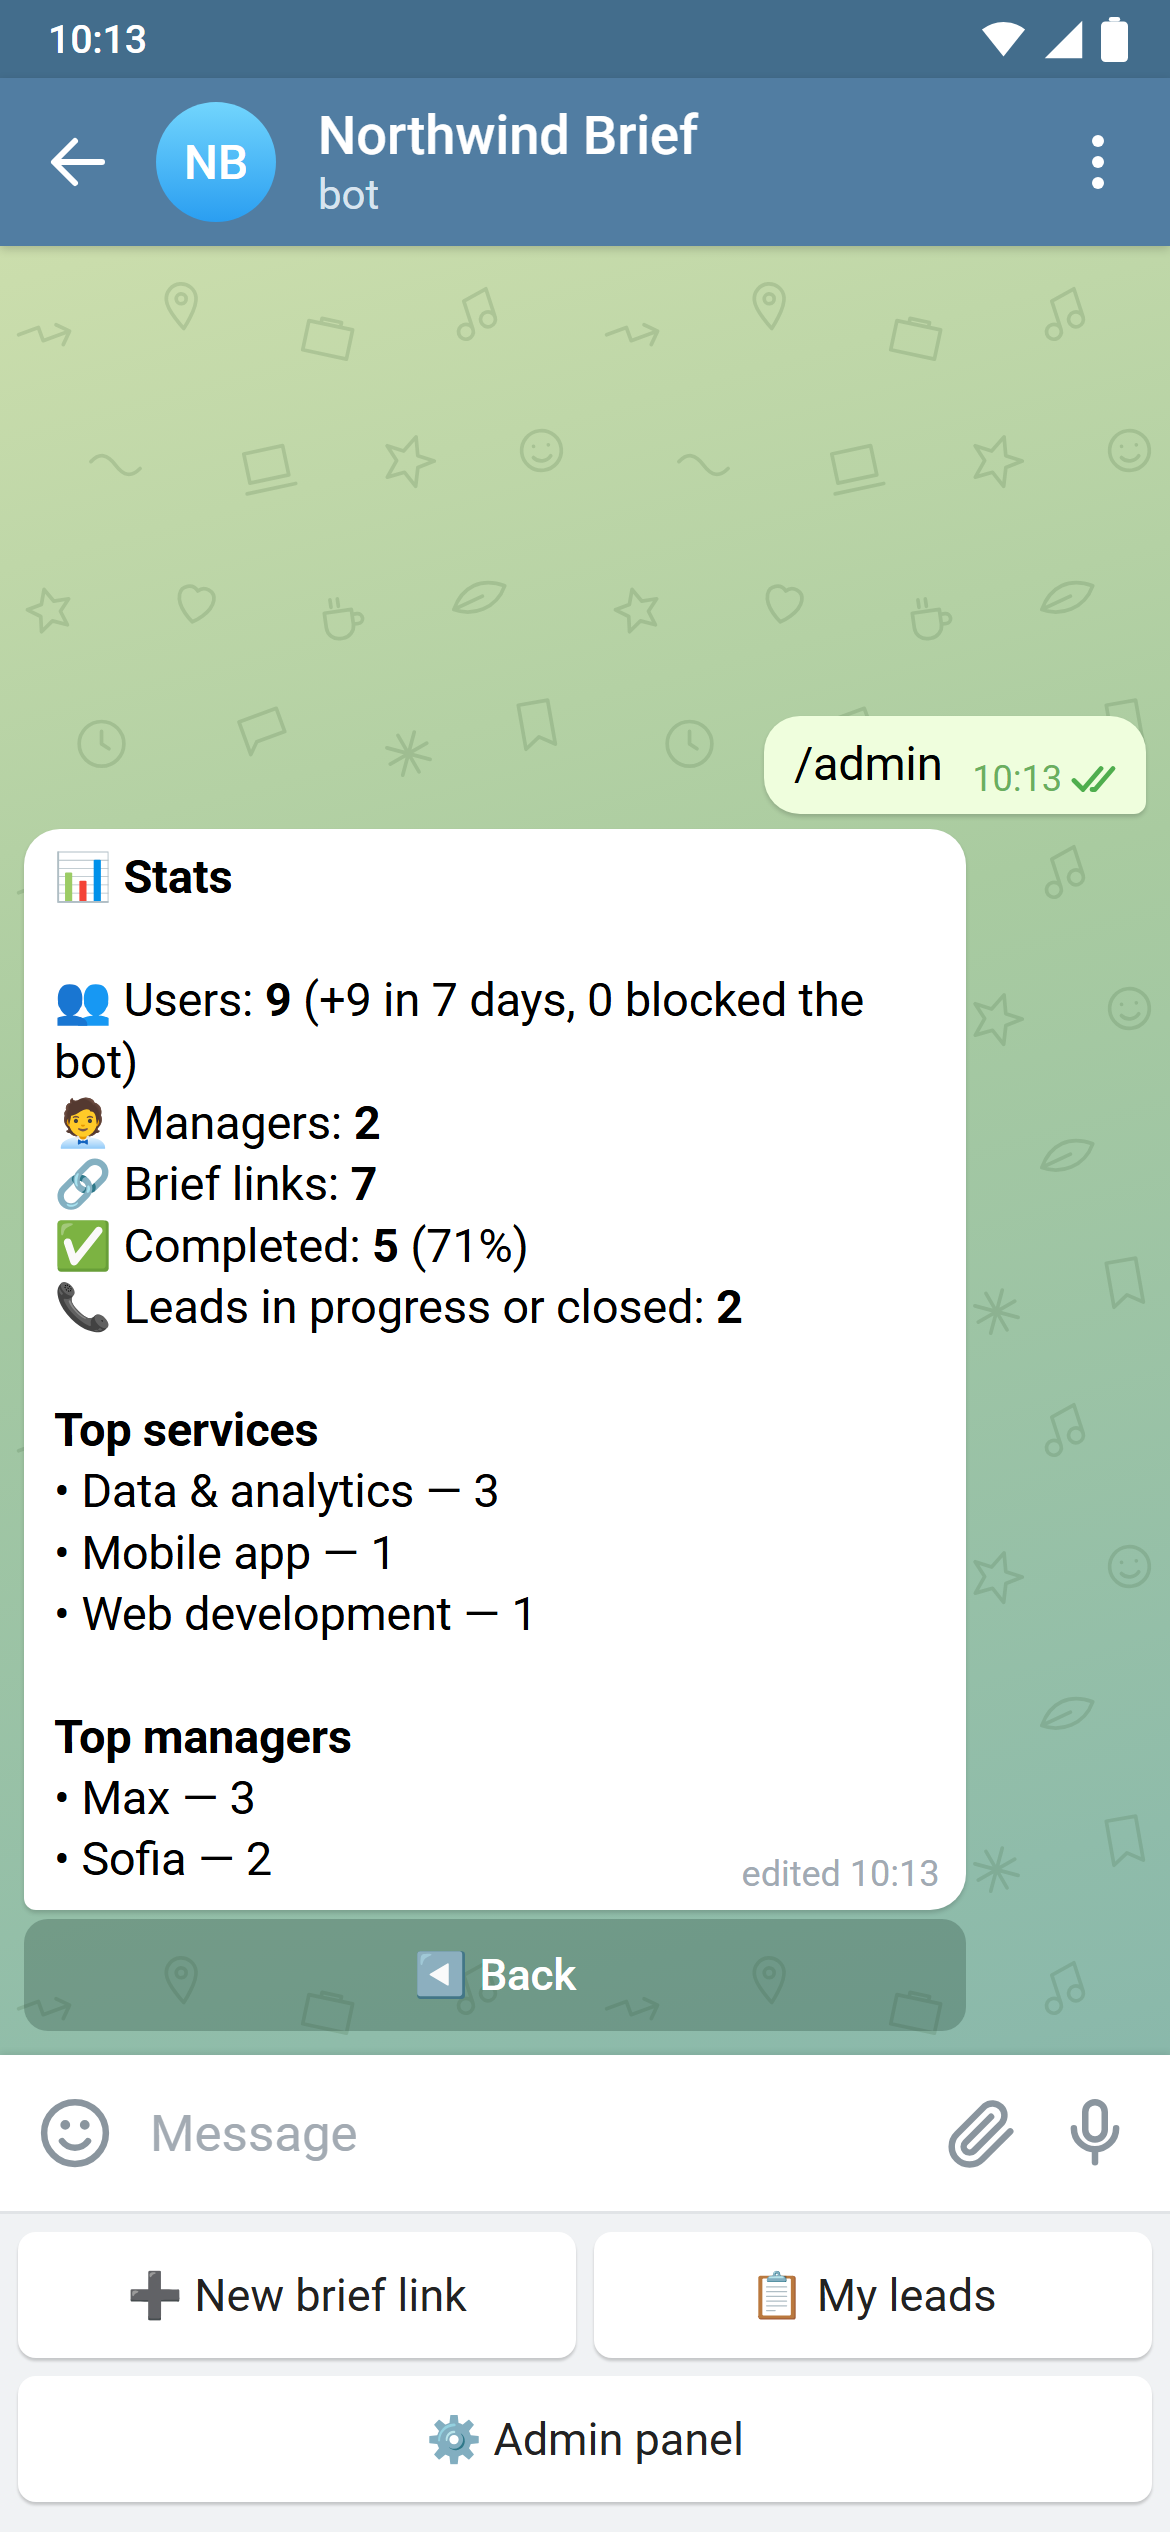 10:13
NB
Northwind Brief
bot
/admin
10:13
📊 Stats
👥 Users: 9 (+9 in 7 days, 0 blocked the
bot)
🧑‍💼 Managers: 2
🔗 Brief links: 7
✅ Completed: 5 (71%)
📞 Leads in progress or closed: 2
Top services
• Data & analytics — 3
• Mobile app — 1
• Web development — 1
Top managers
• Max — 3
• Sofia — 2
edited 10:13
◀️ Back
Message
➕ New brief link
📋 My leads
⚙️ Admin panel